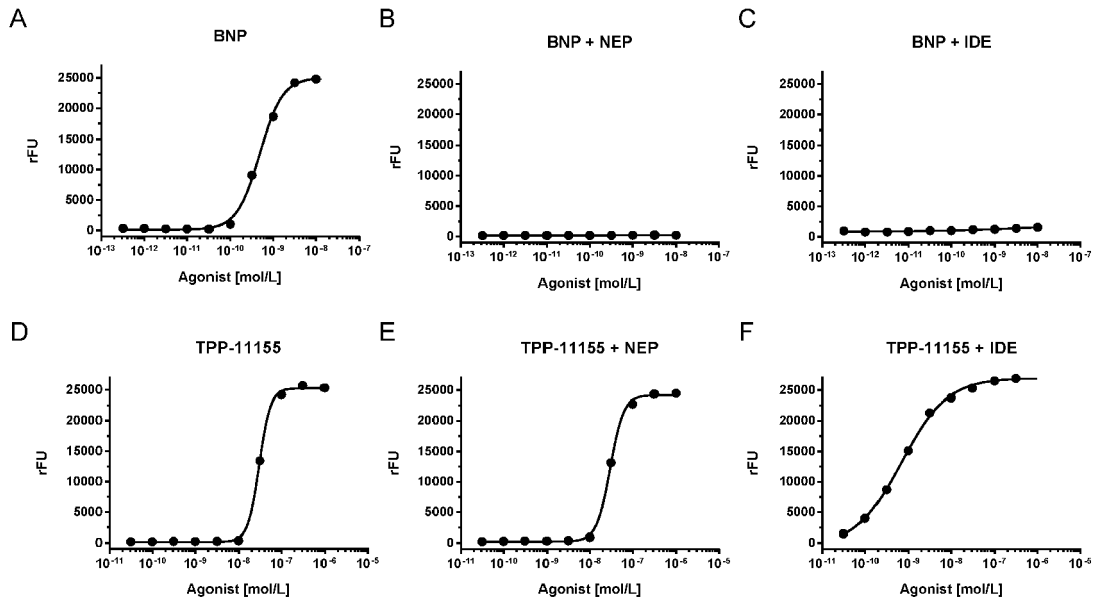 A
BNP
25000
20000
15000
10000
5000
0
rFU
10⁻¹³ 10⁻¹² 10⁻¹¹ 10⁻¹⁰ 10⁻⁹ 10⁻⁸ 10⁻⁷
Agonist [mol/L]
B
BNP + NEP
25000
20000
15000
10000
5000
0
rFU
10⁻¹³ 10⁻¹² 10⁻¹¹ 10⁻¹⁰ 10⁻⁹ 10⁻⁸ 10⁻⁷
Agonist [mol/L]
C
BNP + IDE
25000
20000
15000
10000
5000
0
rFU
10⁻¹³ 10⁻¹² 10⁻¹¹ 10⁻¹⁰ 10⁻⁹ 10⁻⁸ 10⁻⁷
Agonist [mol/L]
D
TPP-11155
25000
20000
15000
10000
5000
0
rFU
10⁻¹¹ 10⁻¹⁰ 10⁻⁹ 10⁻⁸ 10⁻⁷ 10⁻⁶ 10⁻⁵
Agonist [mol/L]
E
TPP-11155 + NEP
25000
20000
15000
10000
5000
0
rFU
10⁻¹¹ 10⁻¹⁰ 10⁻⁹ 10⁻⁸ 10⁻⁷ 10⁻⁶ 10⁻⁵
Agonist [mol/L]
F
TPP-11155 + IDE
25000
20000
15000
10000
5000
0
rFU
10⁻¹¹ 10⁻¹⁰ 10⁻⁹ 10⁻⁸ 10⁻⁷ 10⁻⁶ 10⁻⁵
Agonist [mol/L]